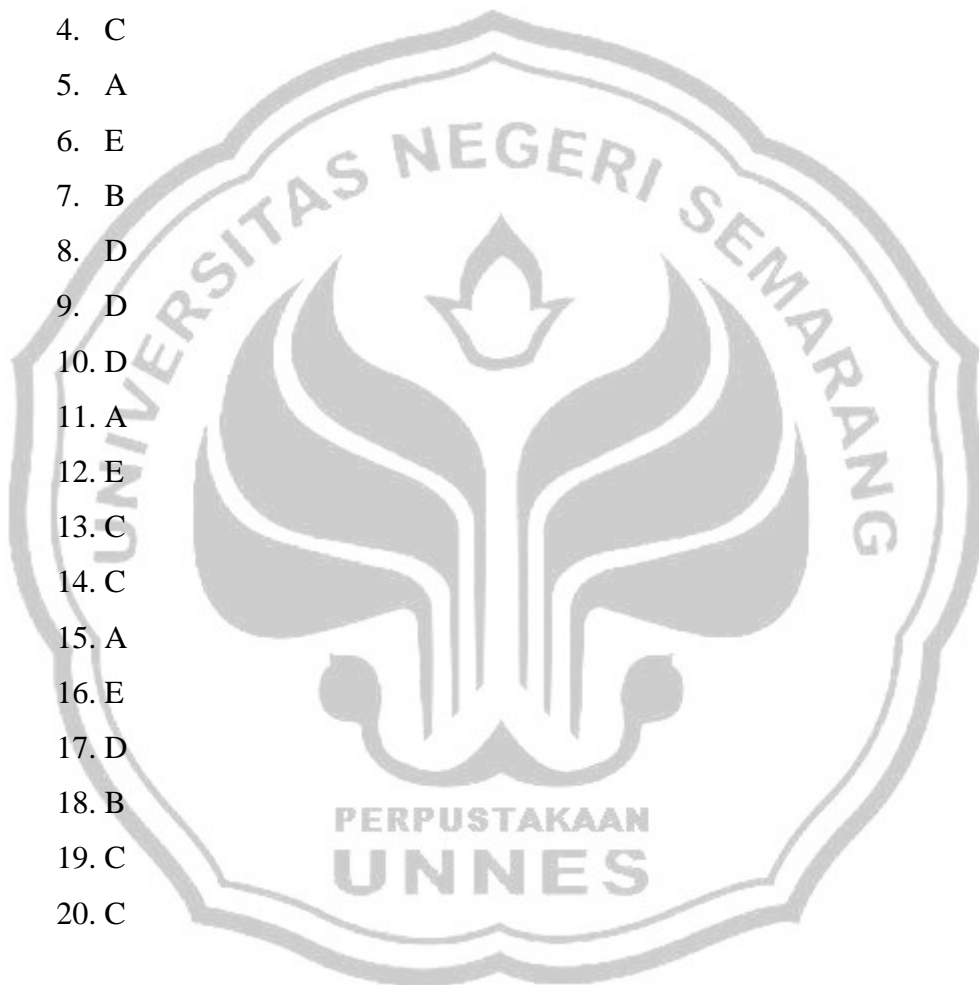 4. C
5. A
6. E
7. B
8. D
9. D
10. D
11. A
12. E
13. C
14. C
15. A
16. E
17. D
18. B
19. C
20. C
UNIVERSITAS NEGERI SEMARANG
PERPUSTAKAAN
UNNES